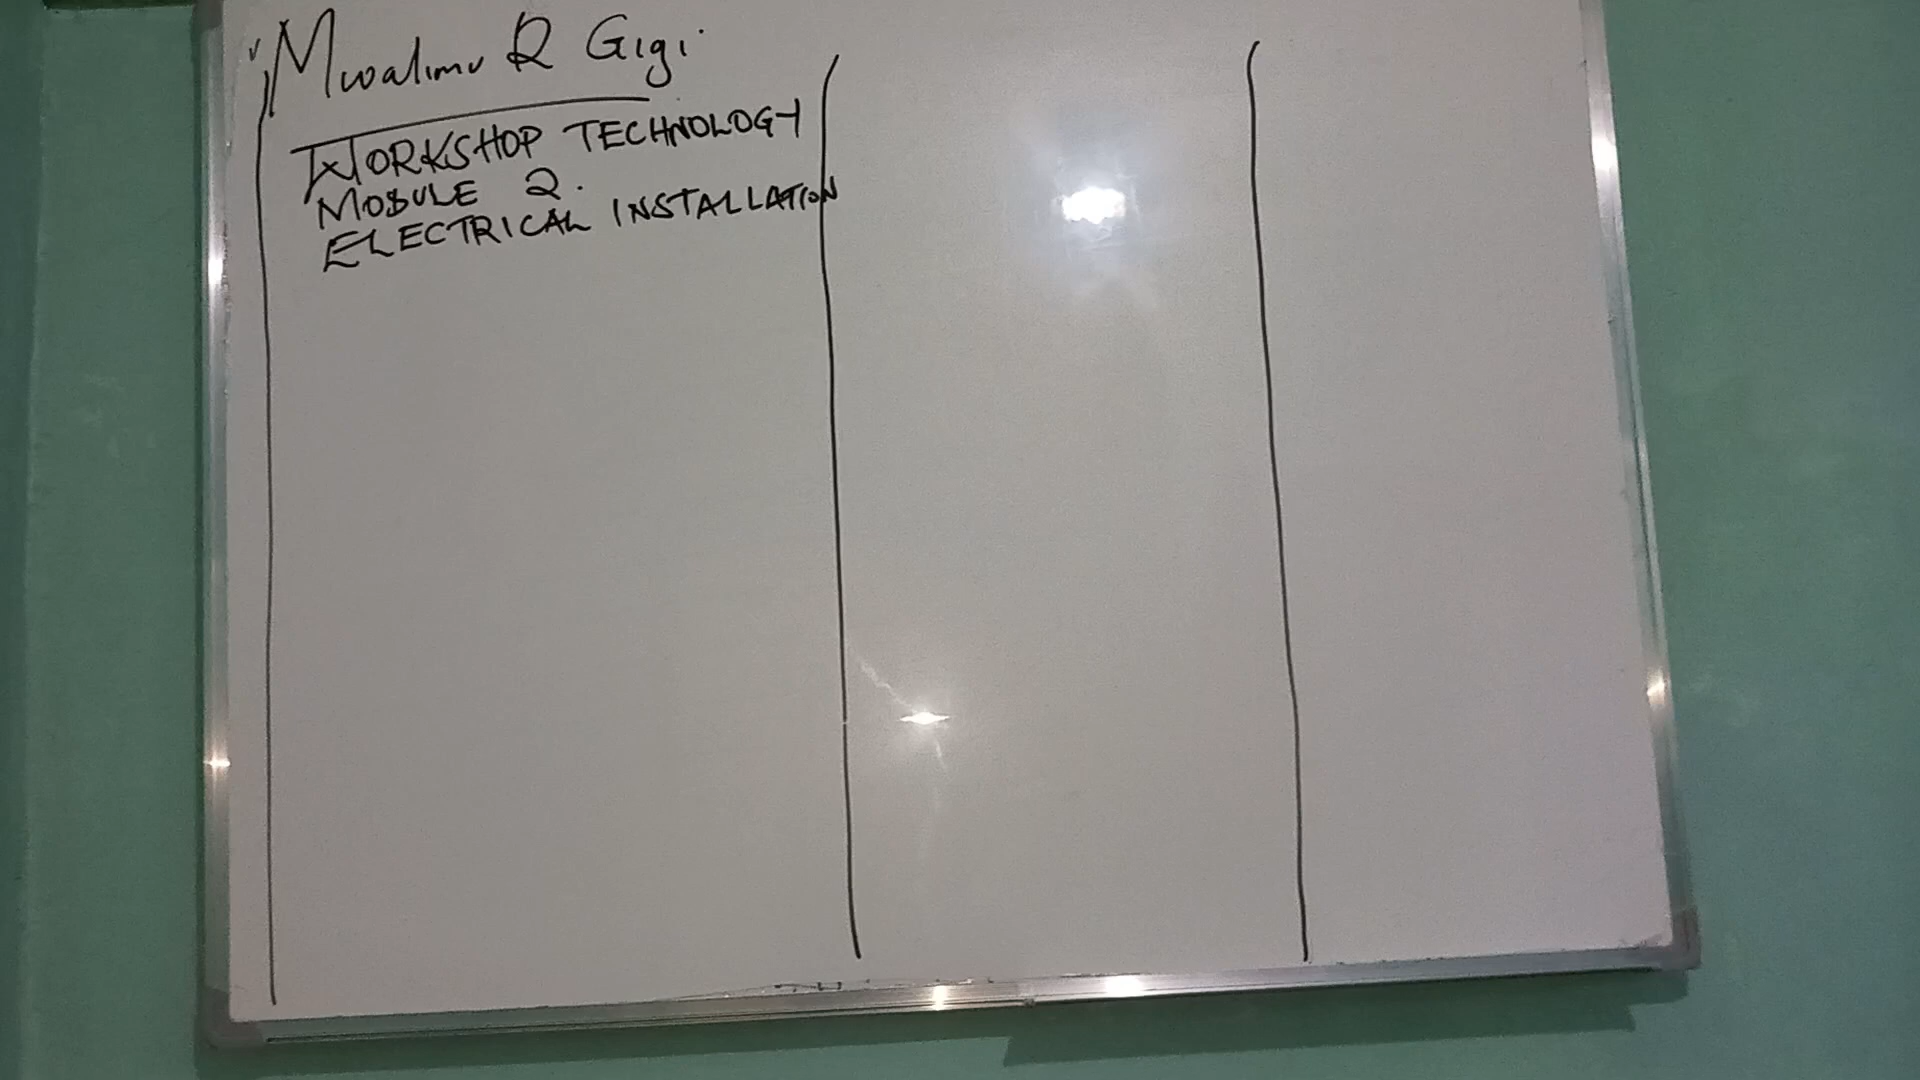 Mwalimu R Gigi
WORKSHOP TECHNOLOGY
MODULE 2.
ELECTRICAL INSTALLATION